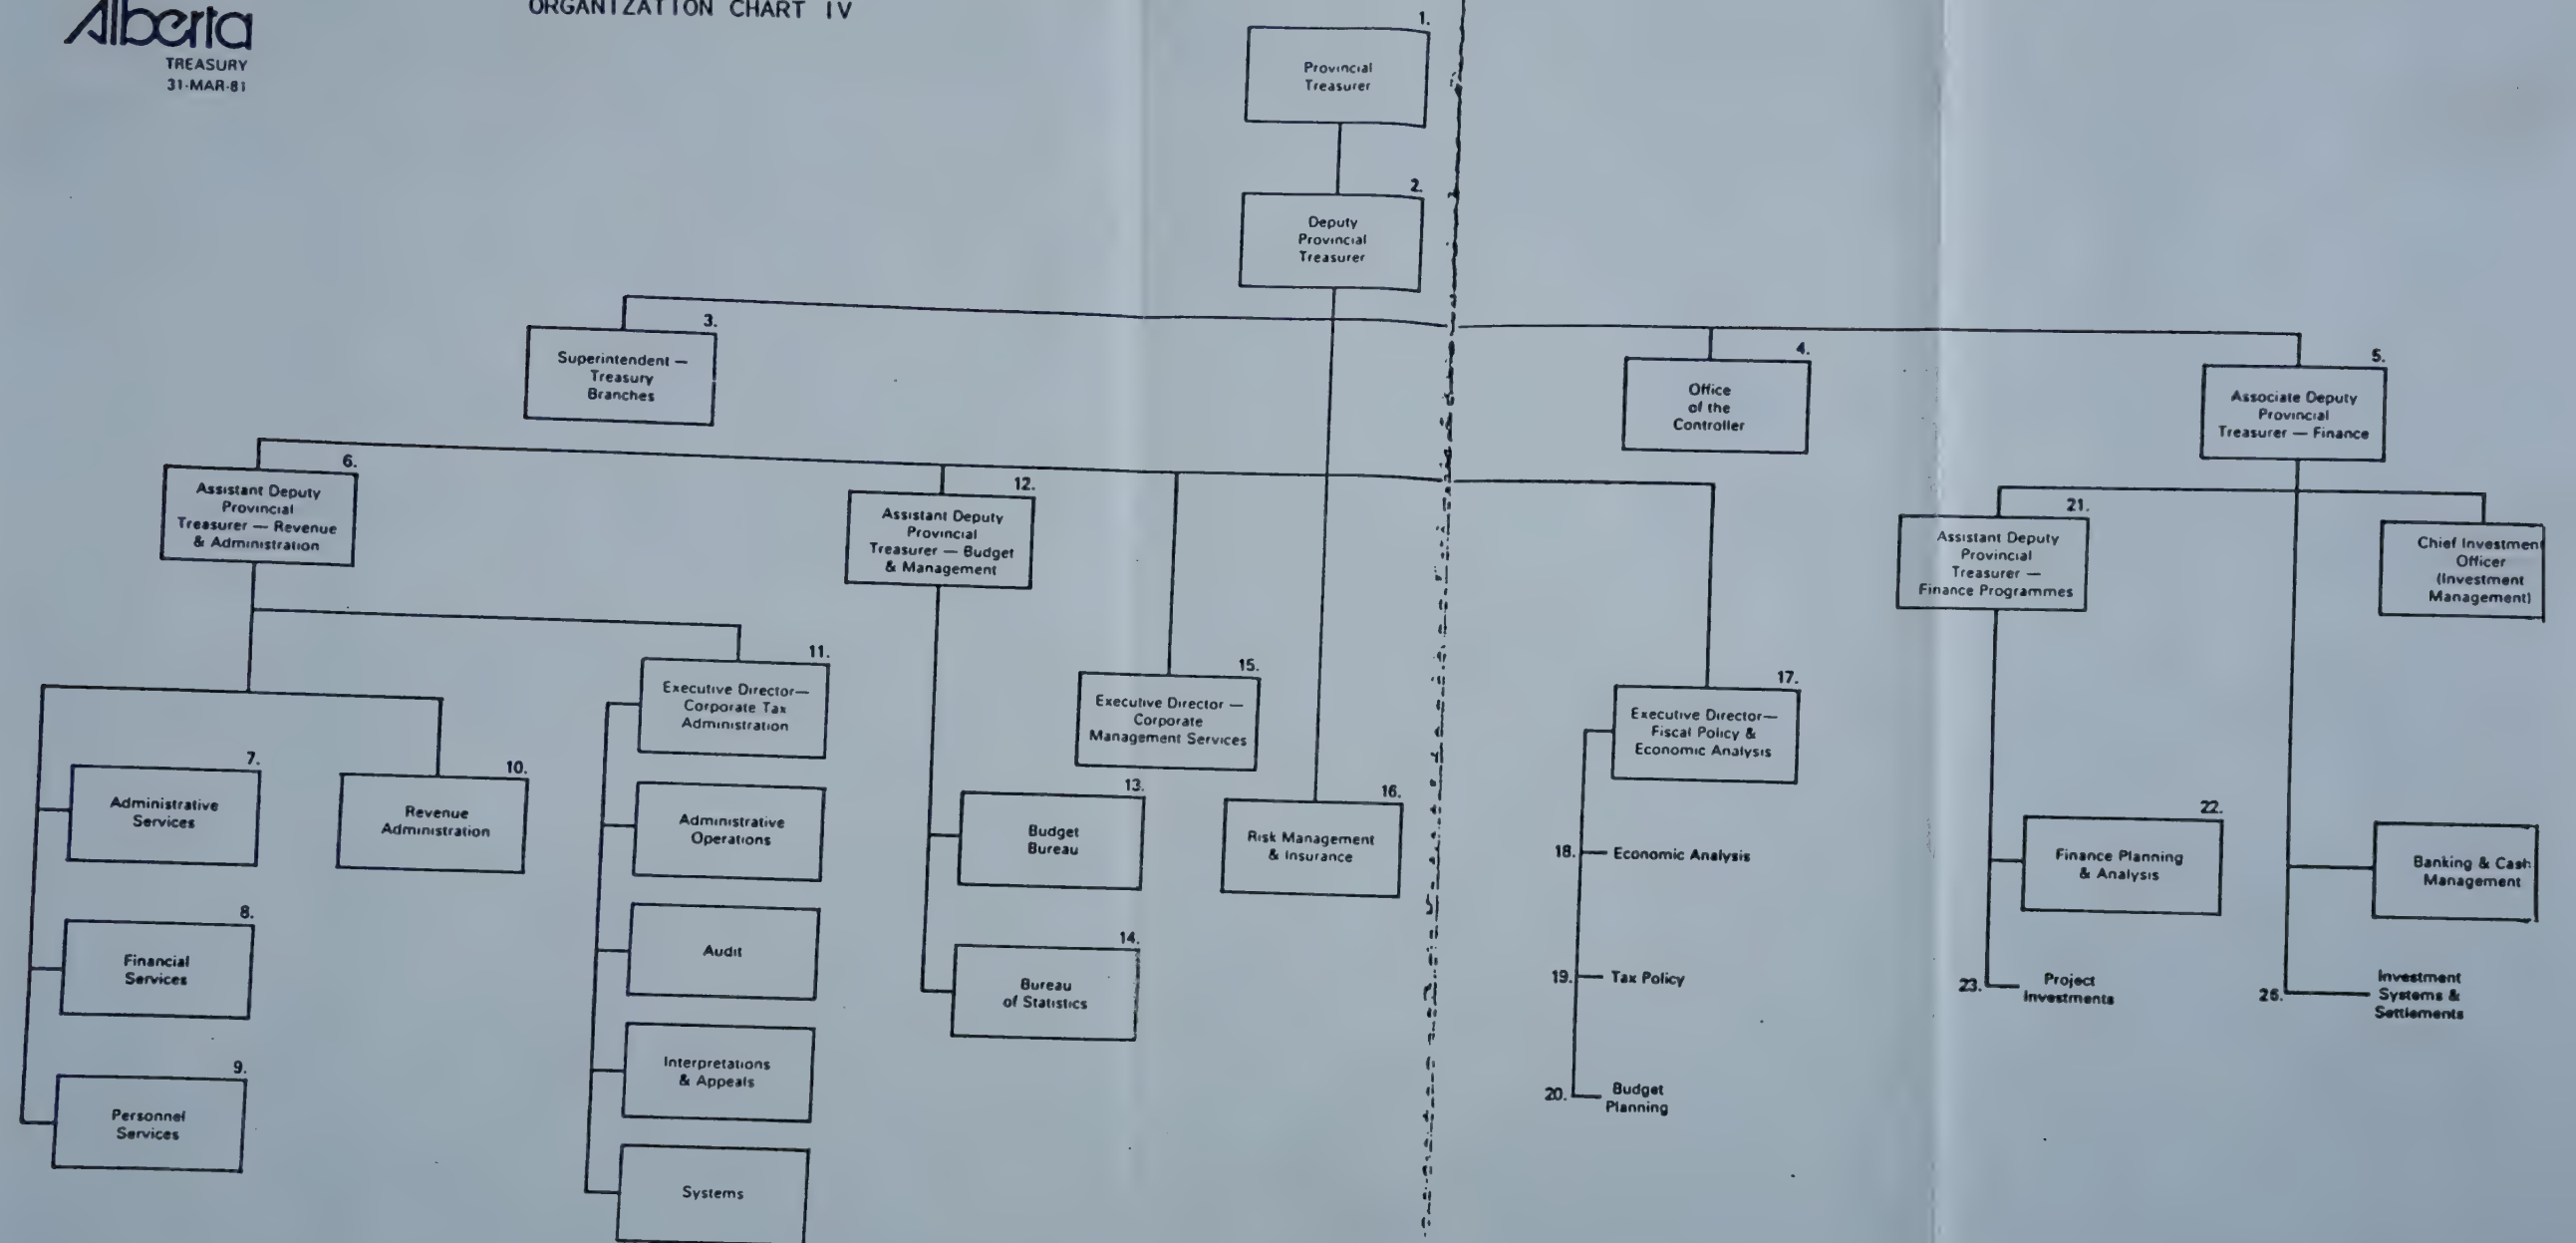 Alberta
TREASURY
31-MAR-81
ORGANIZATION CHART IV
1.
Provincial
Treasurer
2.
Deputy
Provincial
Treasurer
3.
Superintendent —
Treasury
Branches
4.
Office
of the
Controller
5.
Associate Deputy
Provincial
Treasurer — Finance
6.
Assistant Deputy
Provincial
Treasurer — Revenue
& Administration
12.
Assistant Deputy
Provincial
Treasurer — Budget
& Management
21.
Assistant Deputy
Provincial
Treasurer —
Finance Programmes
Chief Investment
Officer
(Investment
Management)
11.
Executive Director—
Corporate Tax
Administration
15.
Executive Director —
Corporate
Management Services
17.
Executive Director—
Fiscal Policy &
Economic Analysis
7.
Administrative
Services
10.
Revenue
Administration
Administrative
Operations
13.
Budget
Bureau
16.
Risk Management
& Insurance
18. Economic Analysis
22.
Finance Planning
& Analysis
Banking & Cash
Management
8.
Financial
Services
Audit
14.
Bureau
of Statistics
19. Tax Policy
23. Project
Investments
26. Investment
Systems &
Settlements
9.
Personnel
Services
Interpretations
& Appeals
20. Budget
Planning
Systems